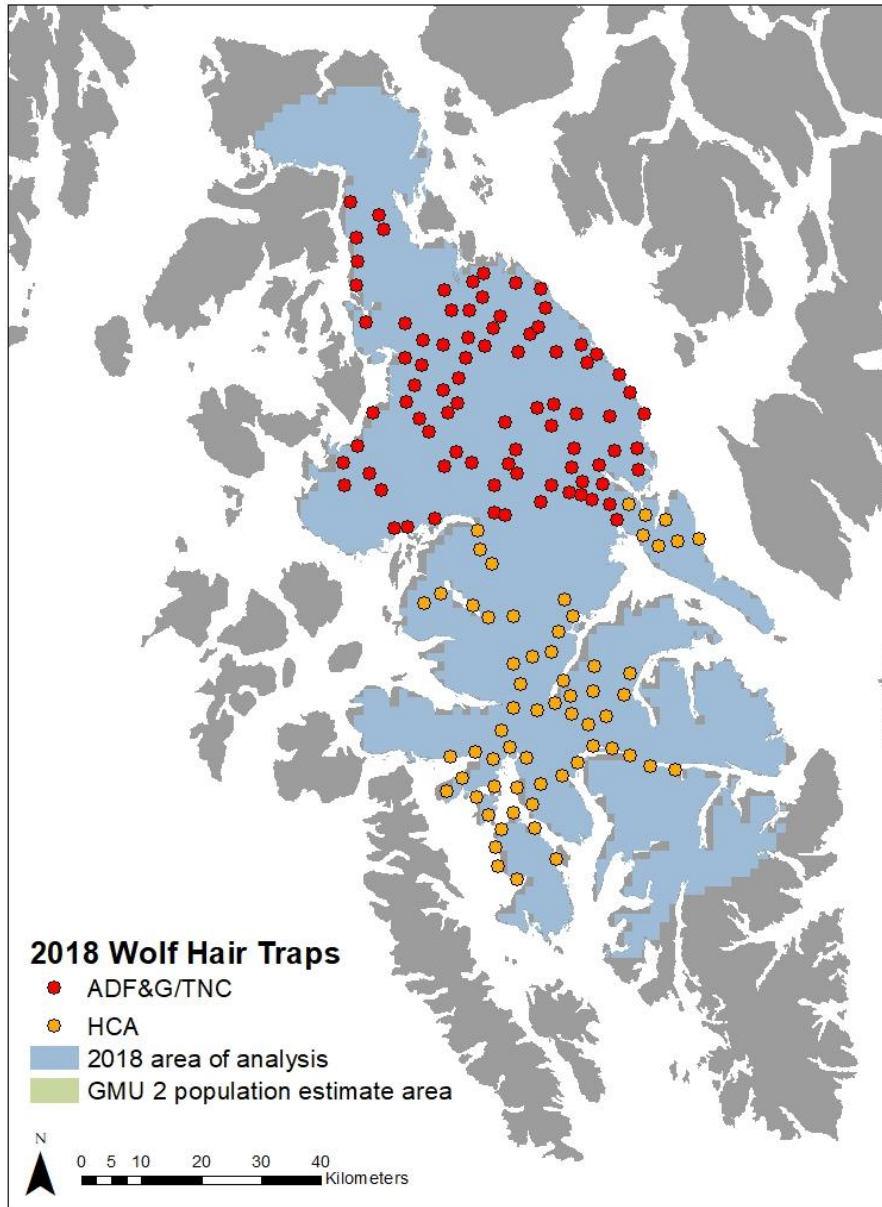 2018 Wolf Hair Traps
ADF&G/TNC
HCA
2018 area of analysis
GMU 2 population estimate area
N
0 5 10 20 30 40
Kilometers